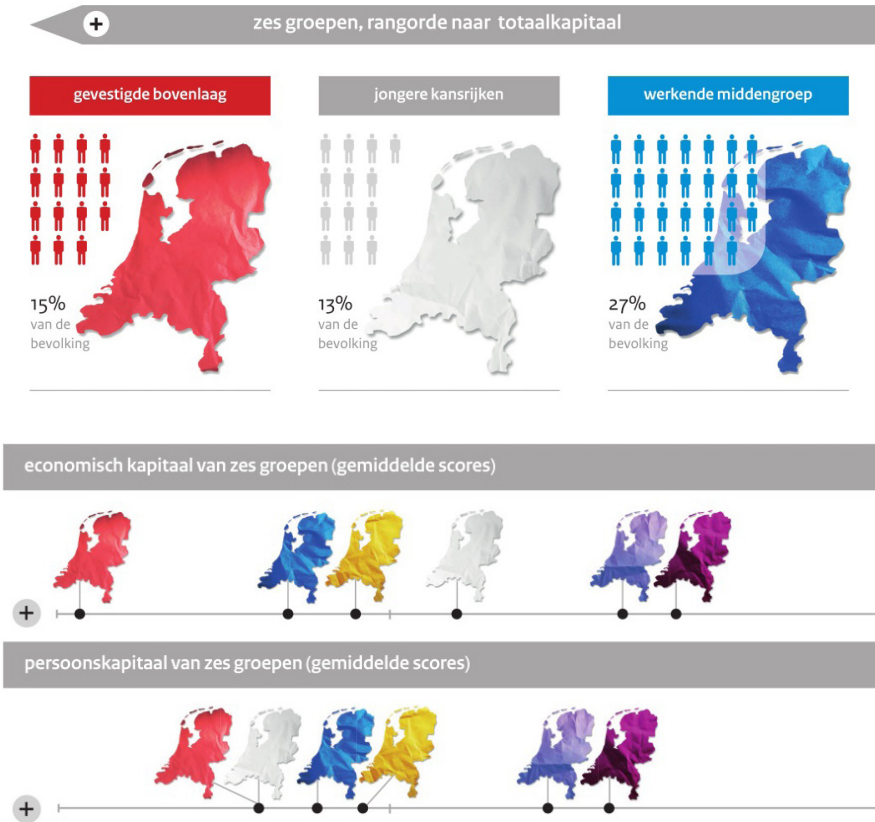 zes groepen, rangorde naar totaalkapitaal
gevestigde bovenlaag
jongere kansrijken
werkende middengroep
15%
van de
bevolking
13%
van de
bevolking
27%
van de
bevolking
economisch kapitaal van zes groepen (gemiddelde scores)
persoonskapitaal van zes groepen (gemiddelde scores)